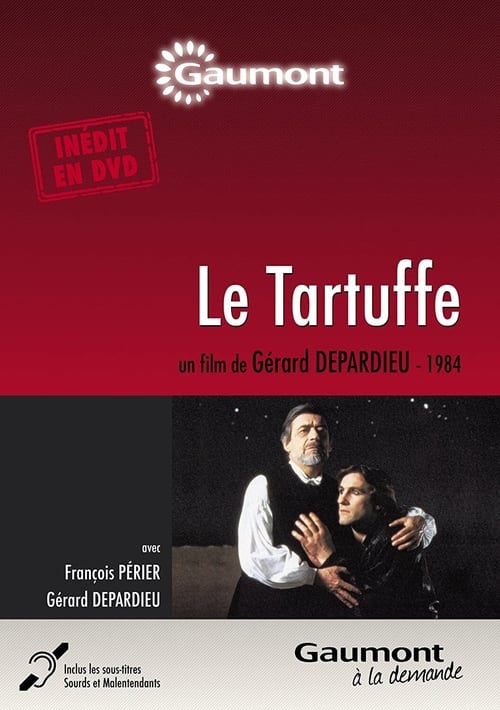 Gaumont
INÉDIT
EN DVD
Le Tartuffe
un film de Gérard DEPARDIEU - 1984
avec
François PÉRIER
Gérard DEPARDIEU
Inclus les sous-titres
Sourds et Malentendants
Gaumont
à la demande